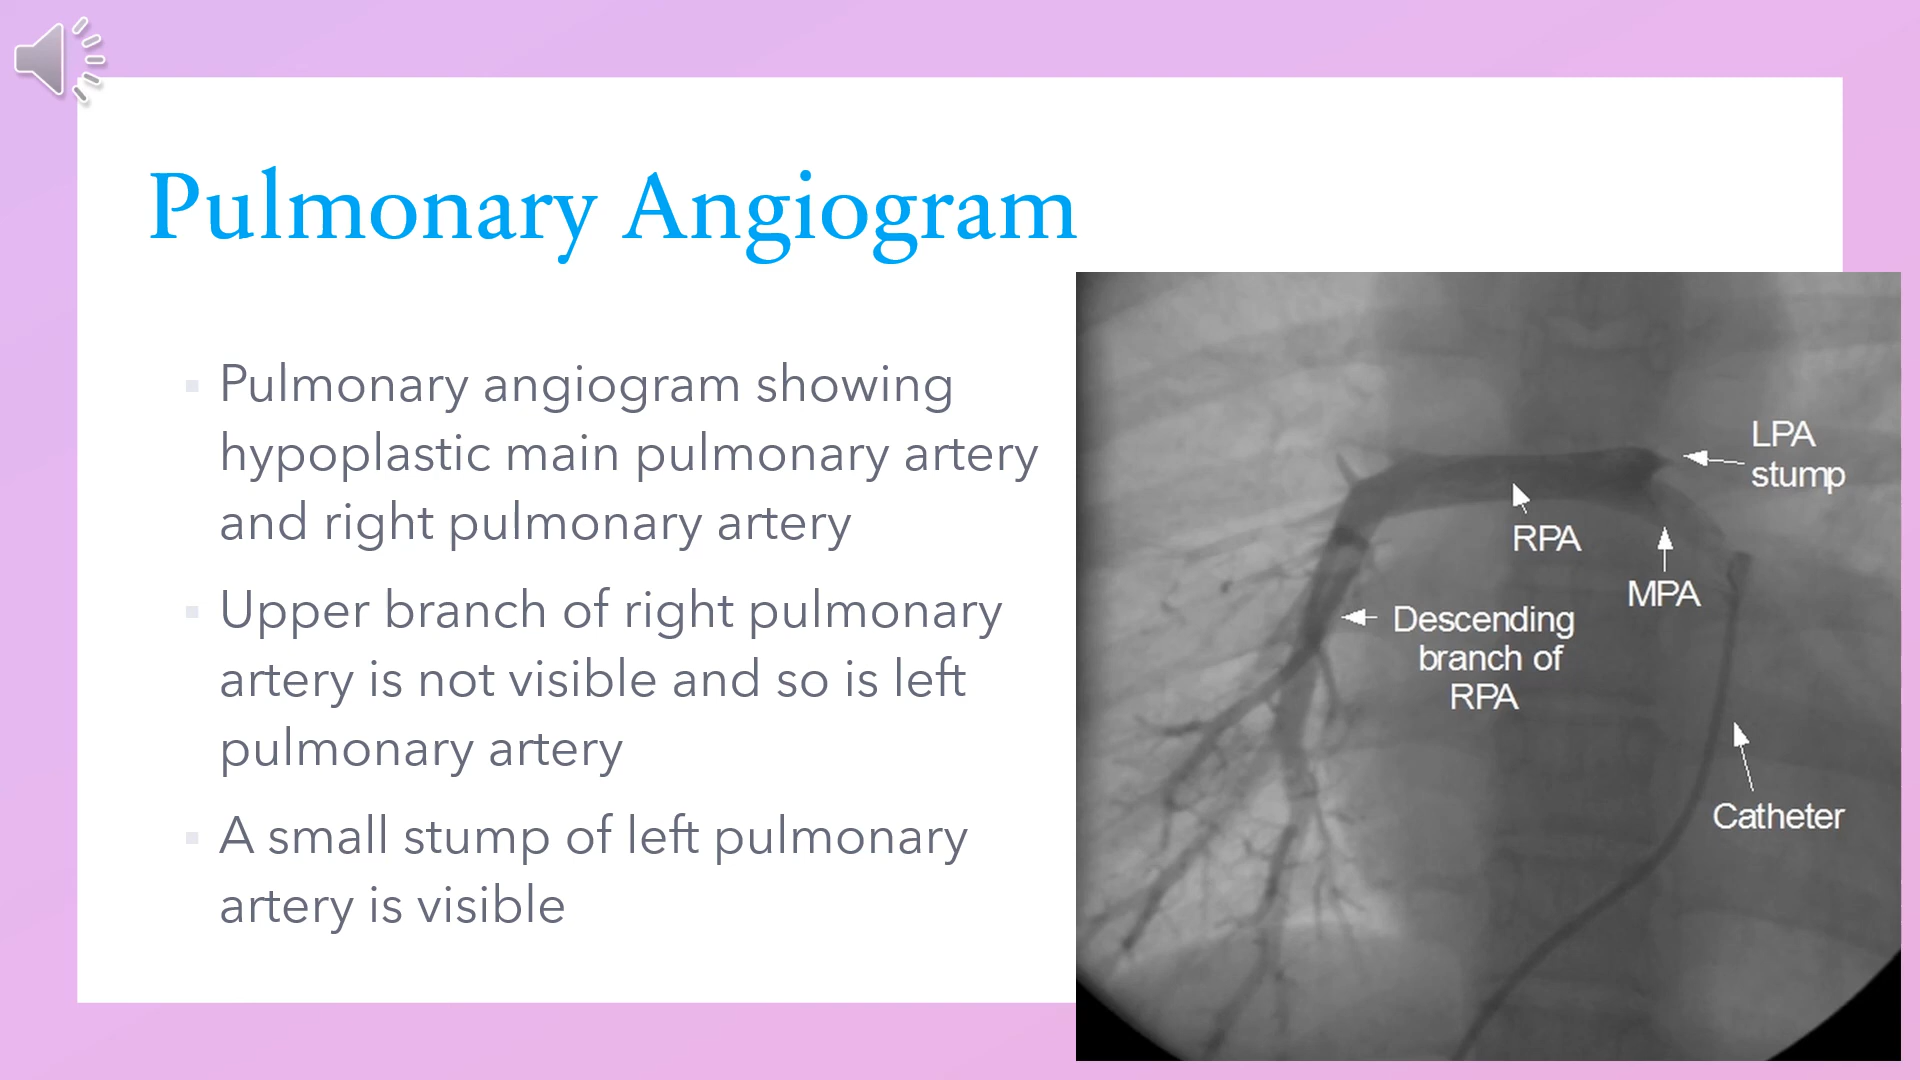 Pulmonary Angiogram
▪ Pulmonary angiogram showing
hypoplastic main pulmonary artery
and right pulmonary artery
▪ Upper branch of right pulmonary
artery is not visible and so is left
pulmonary artery
▪ A small stump of left pulmonary
artery is visible
LPA
stump
RPA
MPA
Descending
branch of
RPA
Catheter